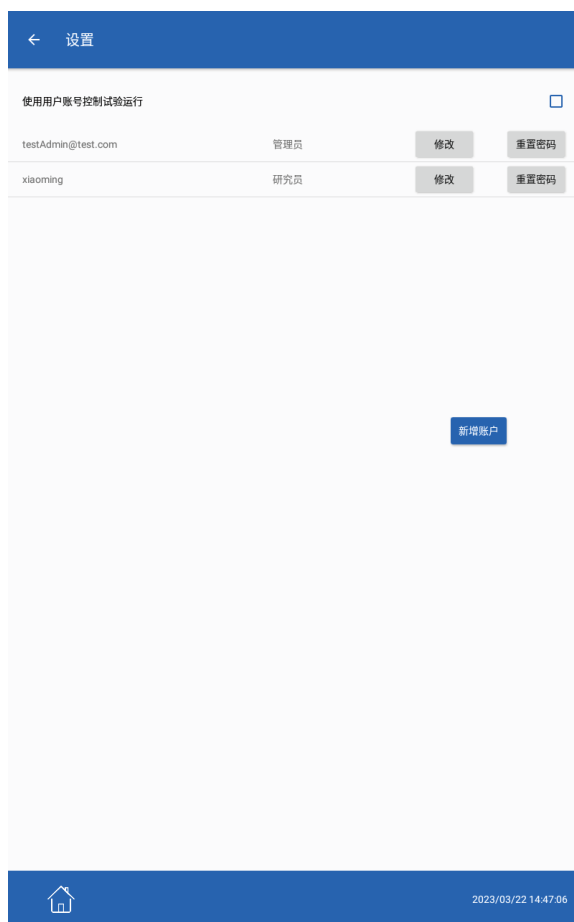 设置
使用用户账号控制试验运行
testAdmin@test.com 管理员 修改 重置密码
xiaoming 研究员 修改 重置密码
新增账户
2023/03/22 14:47:06